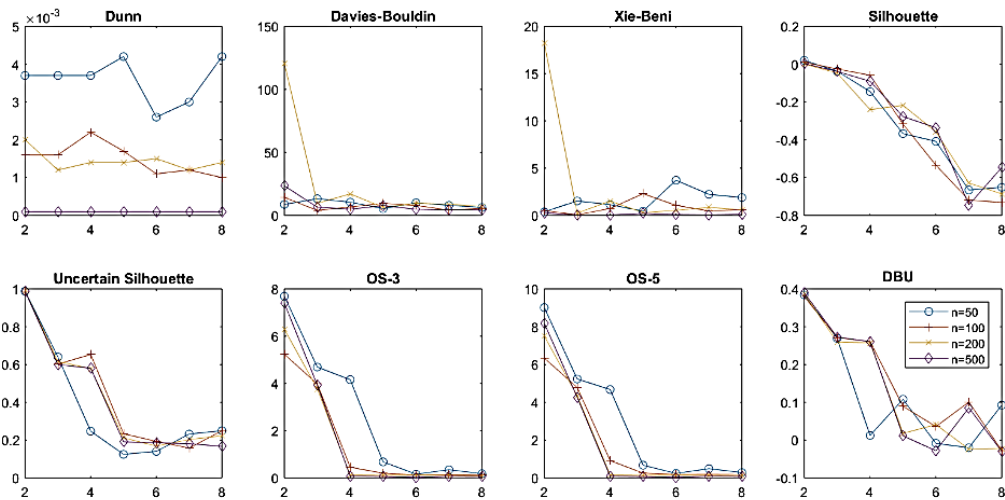 Dunn
5 ×10⁻³
4
3
2
1
0
2 4 6 8
Davies-Bouldin
150
100
50
0
2 4 6 8
Xie-Beni
20
15
10
5
0
2 4 6 8
Silhouette
0.2
0
-0.2
-0.4
-0.6
-0.8
2 4 6 8
Uncertain Silhouette
1
0.8
0.6
0.4
0.2
0
2 4 6 8
OS-3
8
6
4
2
0
2 4 6 8
OS-5
10
8
6
4
2
0
2 4 6 8
DBU
0.4
0.3
0.2
0.1
0
-0.1
2 4 6 8
n=50
n=100
n=200
n=500